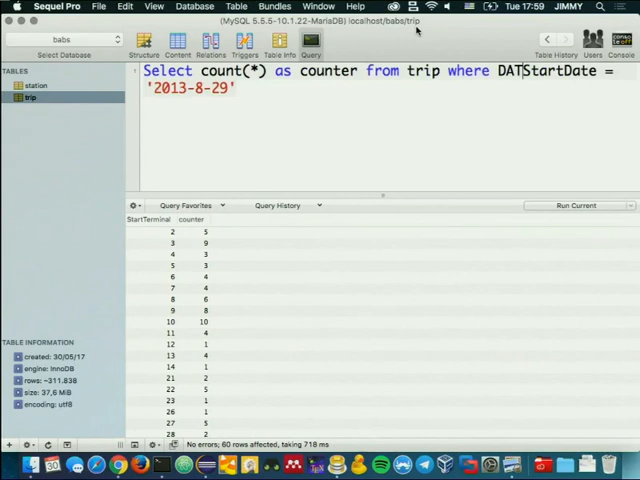 Sequel Pro File Edit View Database Table Bundles Window Help Tue 17:59 JIMMY
(MySQL 5.5.5-10.1.22-MariaDB) localhost/babs/trip
babs
Select Database Structure Content Relations Triggers Table Info Query Table History Users Console
conso
le off
TABLES
station
trip
Select count(*) as counter from trip where DATStartDate =
'2013-8-29'
Query Favorites Query History Run Current
StartTerminal counter
2 5
3 9
4 3
5 3
6 4
7 4
8 6
9 8
10 10
11 4
12 1
13 4
14 1
21 2
22 5
23 1
26 1
27 5
28 2
TABLE INFORMATION
created: 30/05/17
engine: InnoDB
rows: ~311.838
size: 37,6 MiB
encoding: utf8
No errors; 60 rows affected, taking 718 ms
30